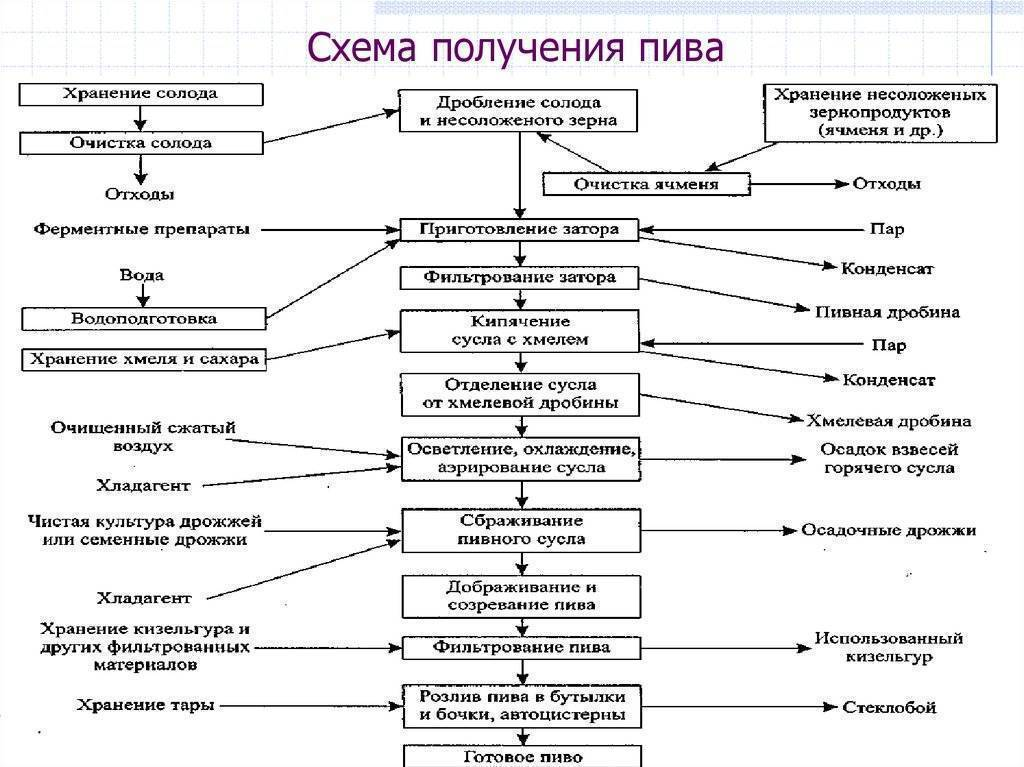 Схема получения пива
Хранение солода
Дробление солода
и несоложеного зерна
Хранение несоложеных
зернопродуктов
(ячменя и др.)
Очистка солода
Отходы
Очистка ячменя
Отходы
Ферментные препараты
Приготовление затора
Пар
Конденсат
Вода
Фильтрование затора
Водоподготовка
Пивная дробина
Кипячение
сусла с хмелем
Хранение хмеля и сахара
Пар
Конденсат
Отделение сусла
от хмелевой дробины
Хмелевая дробина
Очищенный сжатый
воздух
Осветление, охлаждение,
аэрирование сусла
Осадок взвесей
горячего сусла
Хладагент
Чистая культура дрожжей
или семенные дрожжи
Сбраживание
пивного сусла
Осадочные дрожжи
Хладагент
Дображивание и
созревание пива
Хранение кизельгура и
других фильтрованных
материалов
Фильтрование пива
Использованный
кизельгур
Хранение тары
Розлив пива в бутылки
и бочки, автоцистерны
Стеклобой
Готовое пиво